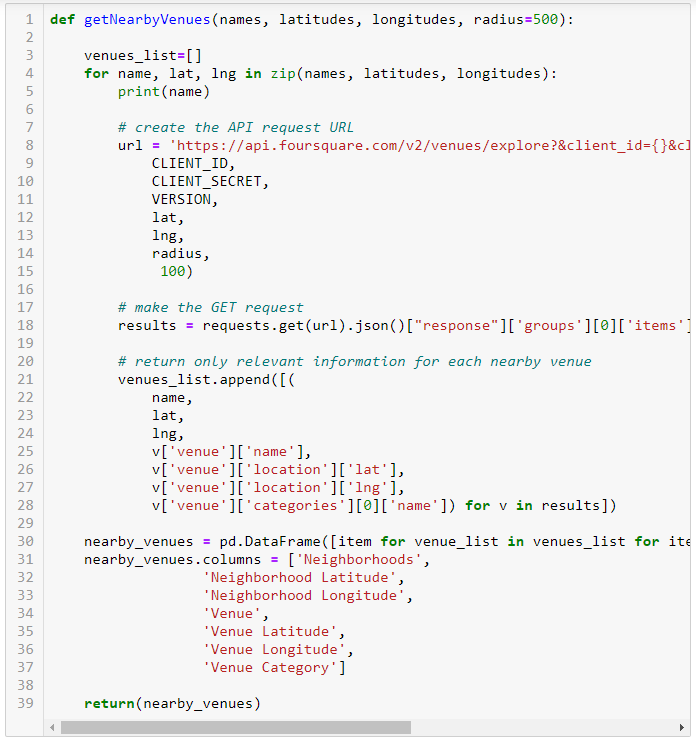 1 def getNearbyVenues(names, latitudes, longitudes, radius=500):
2
3     venues_list=[]
4     for name, lat, lng in zip(names, latitudes, longitudes):
5         print(name)
6
7         # create the API request URL
8         url = 'https://api.foursquare.com/v2/venues/explore?&client_id={}&cl
9             CLIENT_ID,
10             CLIENT_SECRET,
11             VERSION,
12             lat,
13             lng,
14             radius,
15              100)
16
17         # make the GET request
18         results = requests.get(url).json()["response"]['groups'][0]['items']
19
20         # return only relevant information for each nearby venue
21         venues_list.append([(
22             name,
23             lat,
24             lng,
25             v['venue']['name'],
26             v['venue']['location']['lat'],
27             v['venue']['location']['lng'],
28             v['venue']['categories'][0]['name']) for v in results])
29
30     nearby_venues = pd.DataFrame([item for venue_list in venues_list for ite
31     nearby_venues.columns = ['Neighborhoods',
32                   'Neighborhood Latitude',
33                   'Neighborhood Longitude',
34                   'Venue',
35                   'Venue Latitude',
36                   'Venue Longitude',
37                   'Venue Category']
38
39     return(nearby_venues)